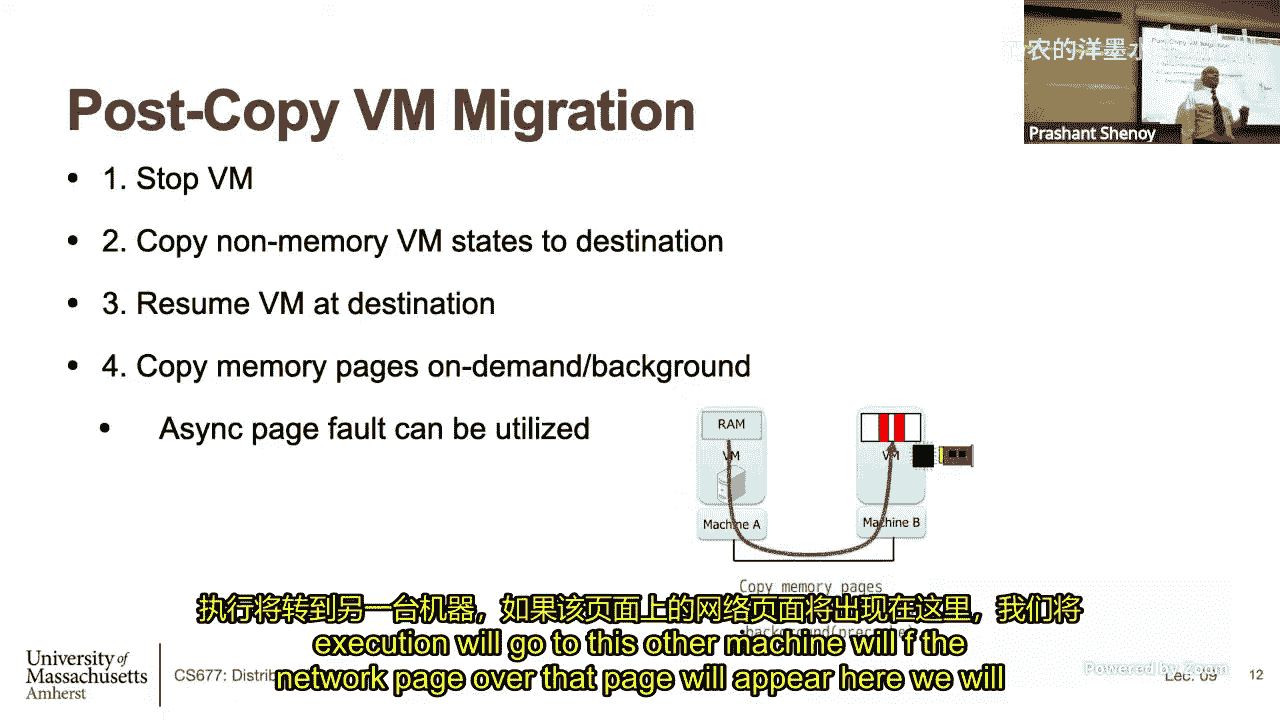 农的洋墨水
Prashant Shenoy
Post-Copy VM Migration
• 1. Stop VM
• 2. Copy non-memory VM states to destination
• 3. Resume VM at destination
• 4. Copy memory pages on-demand/background
• Async page fault can be utilized
RAM
VM
VM
Machine A
Machine B
Copy memory pages
执行将转到另一台机器，如果该页面上的网络页面将出现在这里，我们将
execution will go to this other machine will f the
network page over that page will appear here we will
University of
Massachusetts
Amherst
CS677: Distrib
Powered by Zoom
Lec. 09
12